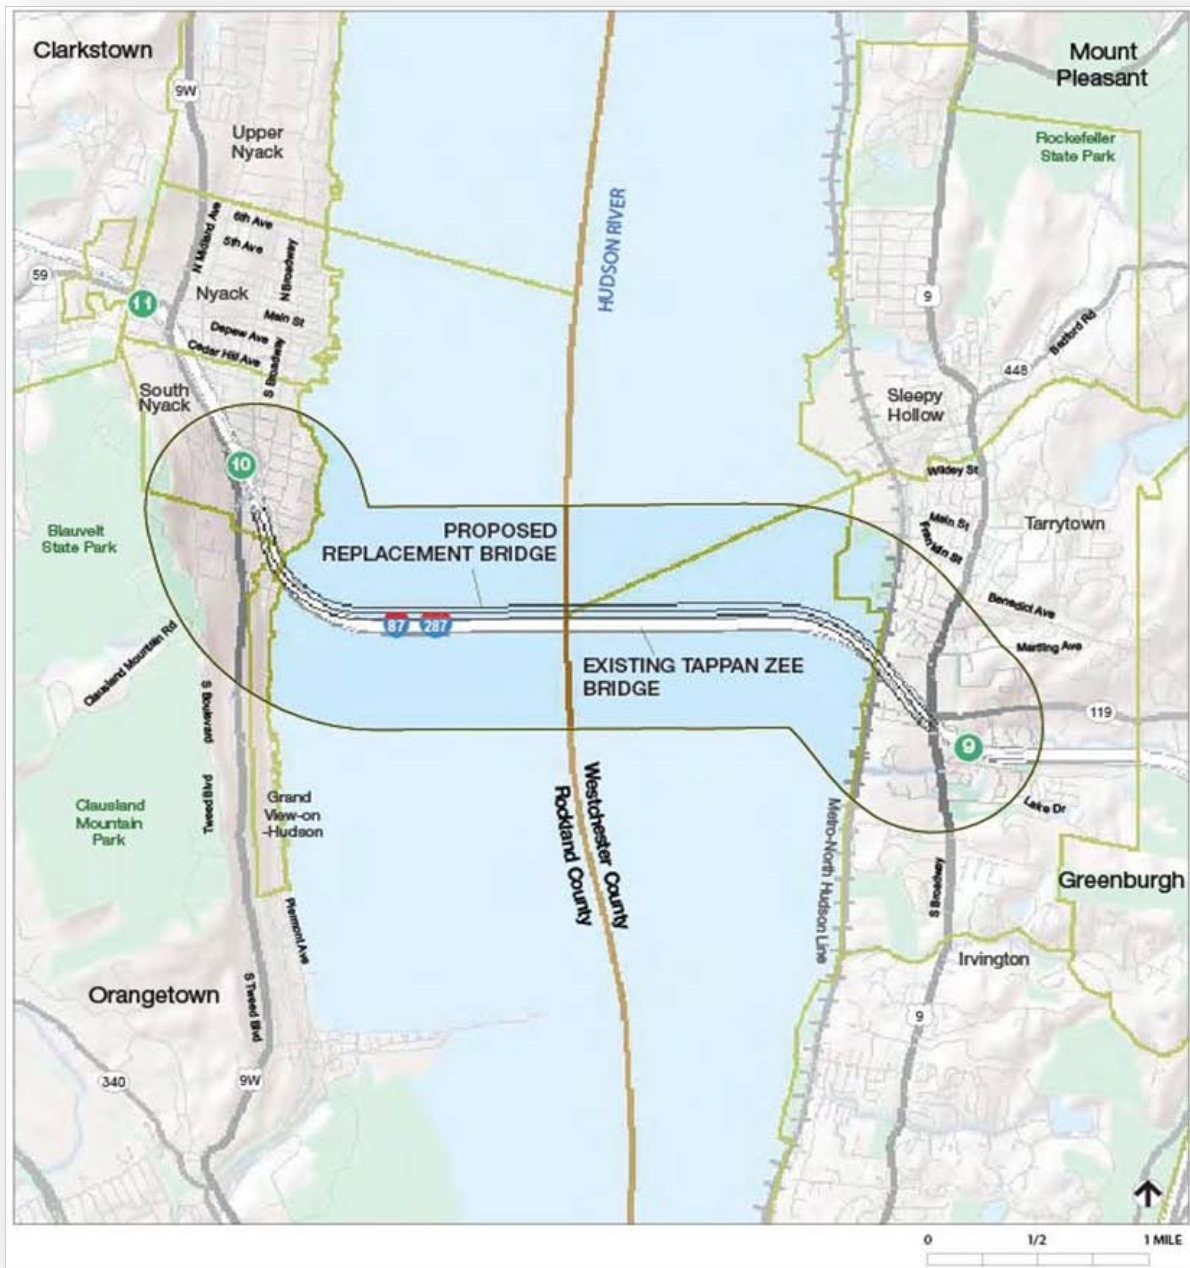 Clarkstown
Mount
Pleasant
9W
Upper
Nyack
Rockefeller
State Park
HUDSON RIVER
N Midland Ave
6th Ave
5th Ave
N Broadway
59
11
Nyack
Main St
Depew Ave
Cedar Hill Ave
S Broadway
9
Bedford Rd
448
South
Nyack
Sleepy
Hollow
10
Wildey St
Main St
Franklin St
Tarrytown
Blauvelt
State Park
PROPOSED
REPLACEMENT BRIDGE
Benedict Ave
Martling Ave
87
287
Clausland Mountain Rd
EXISTING TAPPAN ZEE
BRIDGE
S Boulevard
119
9
Tweed Blvd
Clausland
Mountain
Park
Grand
View-on
-Hudson
Westchester County
Rockland County
Metro-North Hudson Line
Lake Dr
Greenburgh
S Broadway
Piermont Ave
Irvington
Orangetown
S Tweed Blvd
9
340
9W
0 1/2 1 MILE